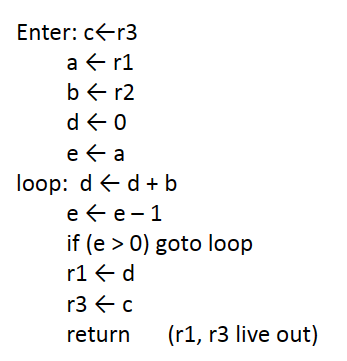 Enter: c←r3
a ← r1
b ← r2
d ← 0
e ← a
loop: d ← d + b
e ← e – 1
if (e > 0) goto loop
r1 ← d
r3 ← c
return (r1, r3 live out)